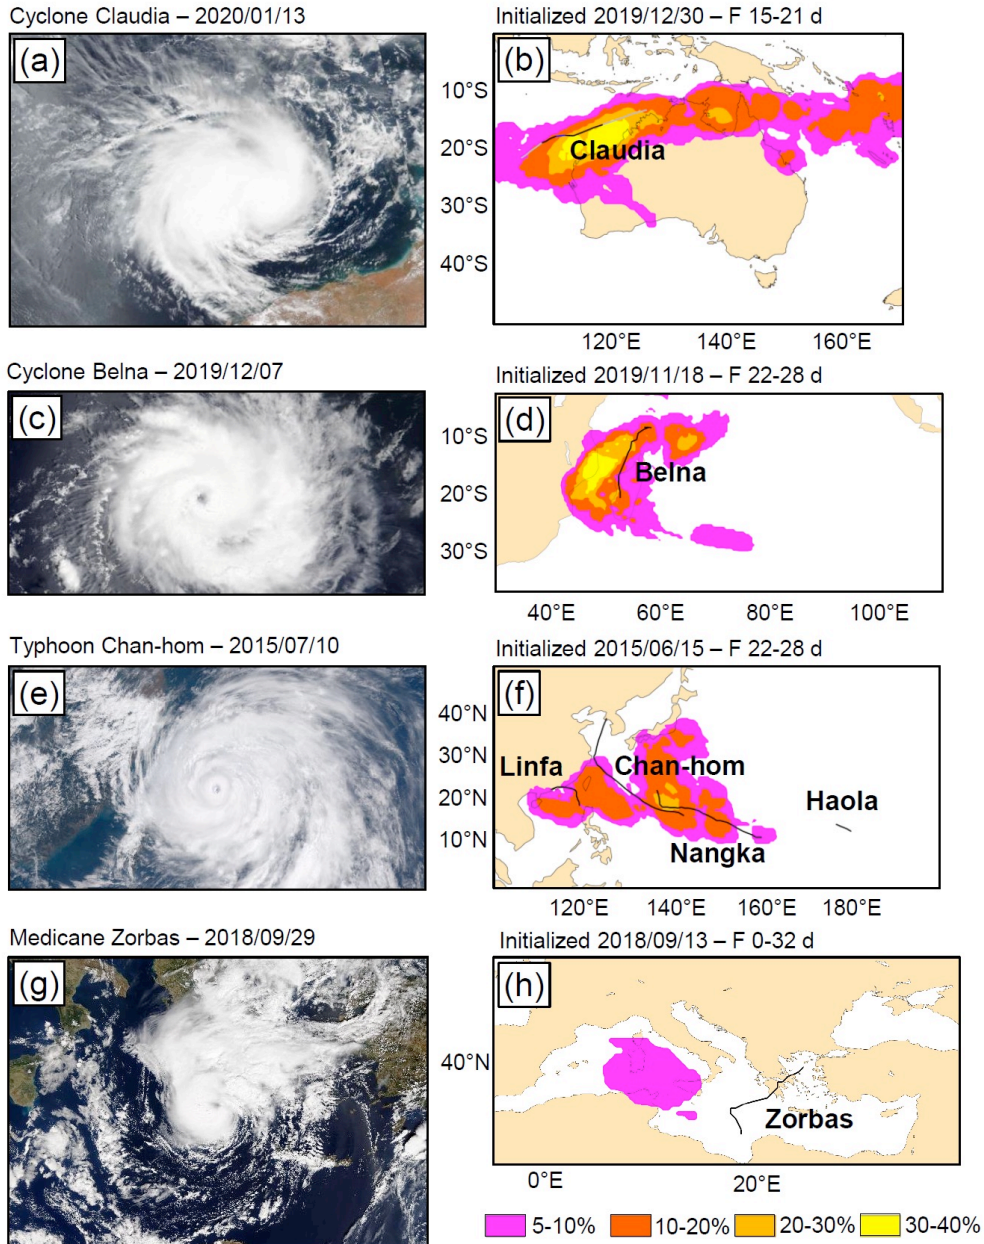 Cyclone Claudia – 2020/01/13
(a)
Initialized 2019/12/30 – F 15-21 d
(b)
10°S
20°S
30°S
40°S
Claudia
120°E 140°E 160°E
Cyclone Belna – 2019/12/07
(c)
Initialized 2019/11/18 – F 22-28 d
(d)
10°S
20°S
30°S
Belna
40°E 60°E 80°E 100°E
Typhoon Chan-hom – 2015/07/10
(e)
Initialized 2015/06/15 – F 22-28 d
(f)
40°N
30°N
20°N
10°N
Linfa
Chan-hom
Haola
Nangka
120°E 140°E 160°E 180°E
Medicane Zorbas – 2018/09/29
(g)
Initialized 2018/09/13 – F 0-32 d
(h)
40°N
Zorbas
0°E 20°E
5-10% 10-20% 20-30% 30-40%